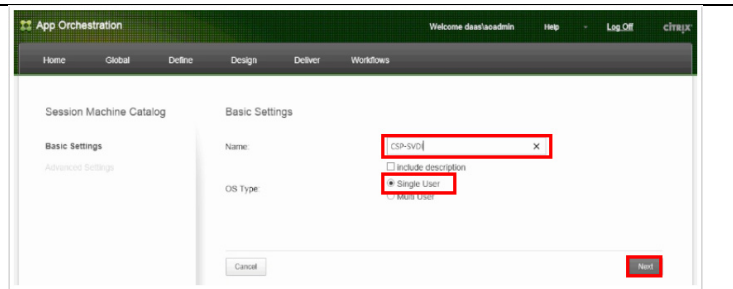 App Orchestration Welcome daas\aoadmin Help - Log Off CITRIX
Home Global Define Design Deliver Workflows
Session Machine Catalog Basic Settings
Basic Settings Name: CSP-SVDI ×
Include description
Advanced Settings
OS Type: Single User
Multi User
Cancel Next